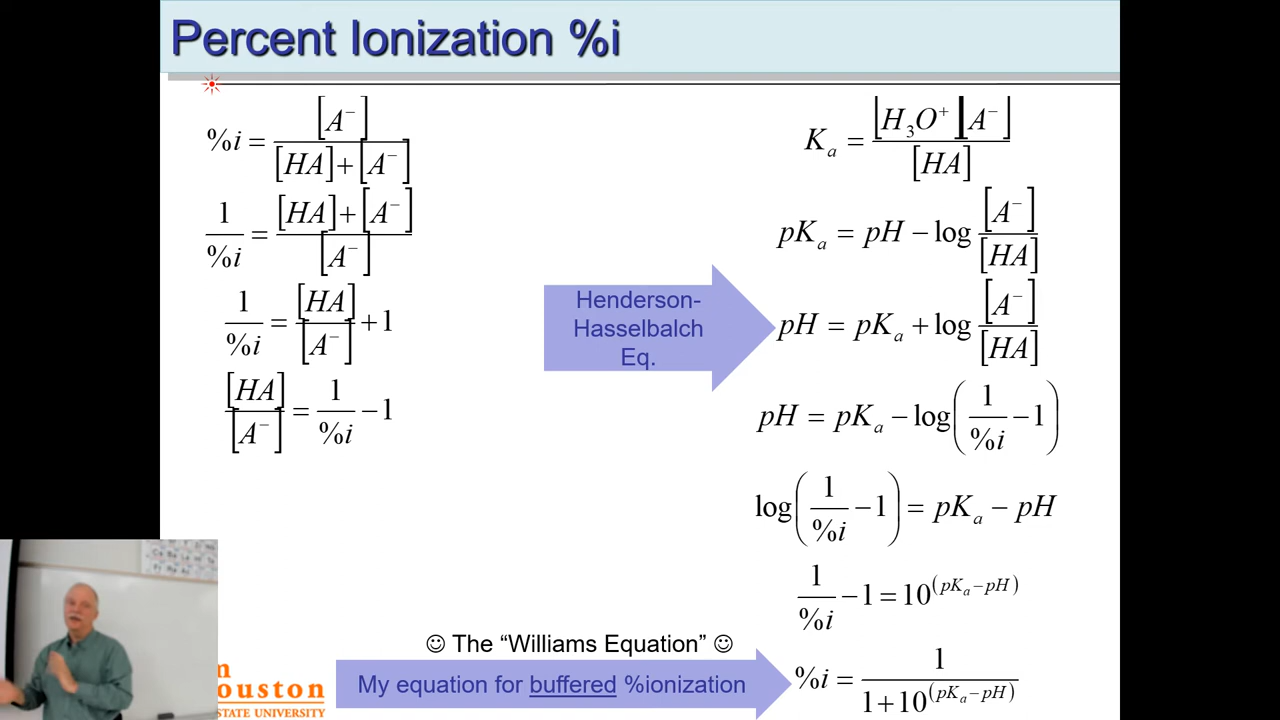 Percent Ionization %i
%i = [A⁻] / ([HA] + [A⁻])
1 / %i = ([HA] + [A⁻]) / [A⁻]
1 / %i = [HA] / [A⁻] + 1
[HA] / [A⁻] = 1 / %i − 1
Kₐ = [H₃O⁺][A⁻] / [HA]
pKₐ = pH − log [A⁻] / [HA]
Henderson-
Hasselbalch
Eq.
pH = pKₐ + log [A⁻] / [HA]
pH = pKₐ − log(1 / %i − 1)
log(1 / %i − 1) = pKₐ − pH
1 / %i − 1 = 10^(pKₐ−pH)
☺ The “Williams Equation” ☺
My equation for buffered %ionization
%i = 1 / (1 + 10^(pKₐ−pH))
ouston
STATE UNIVERSITY